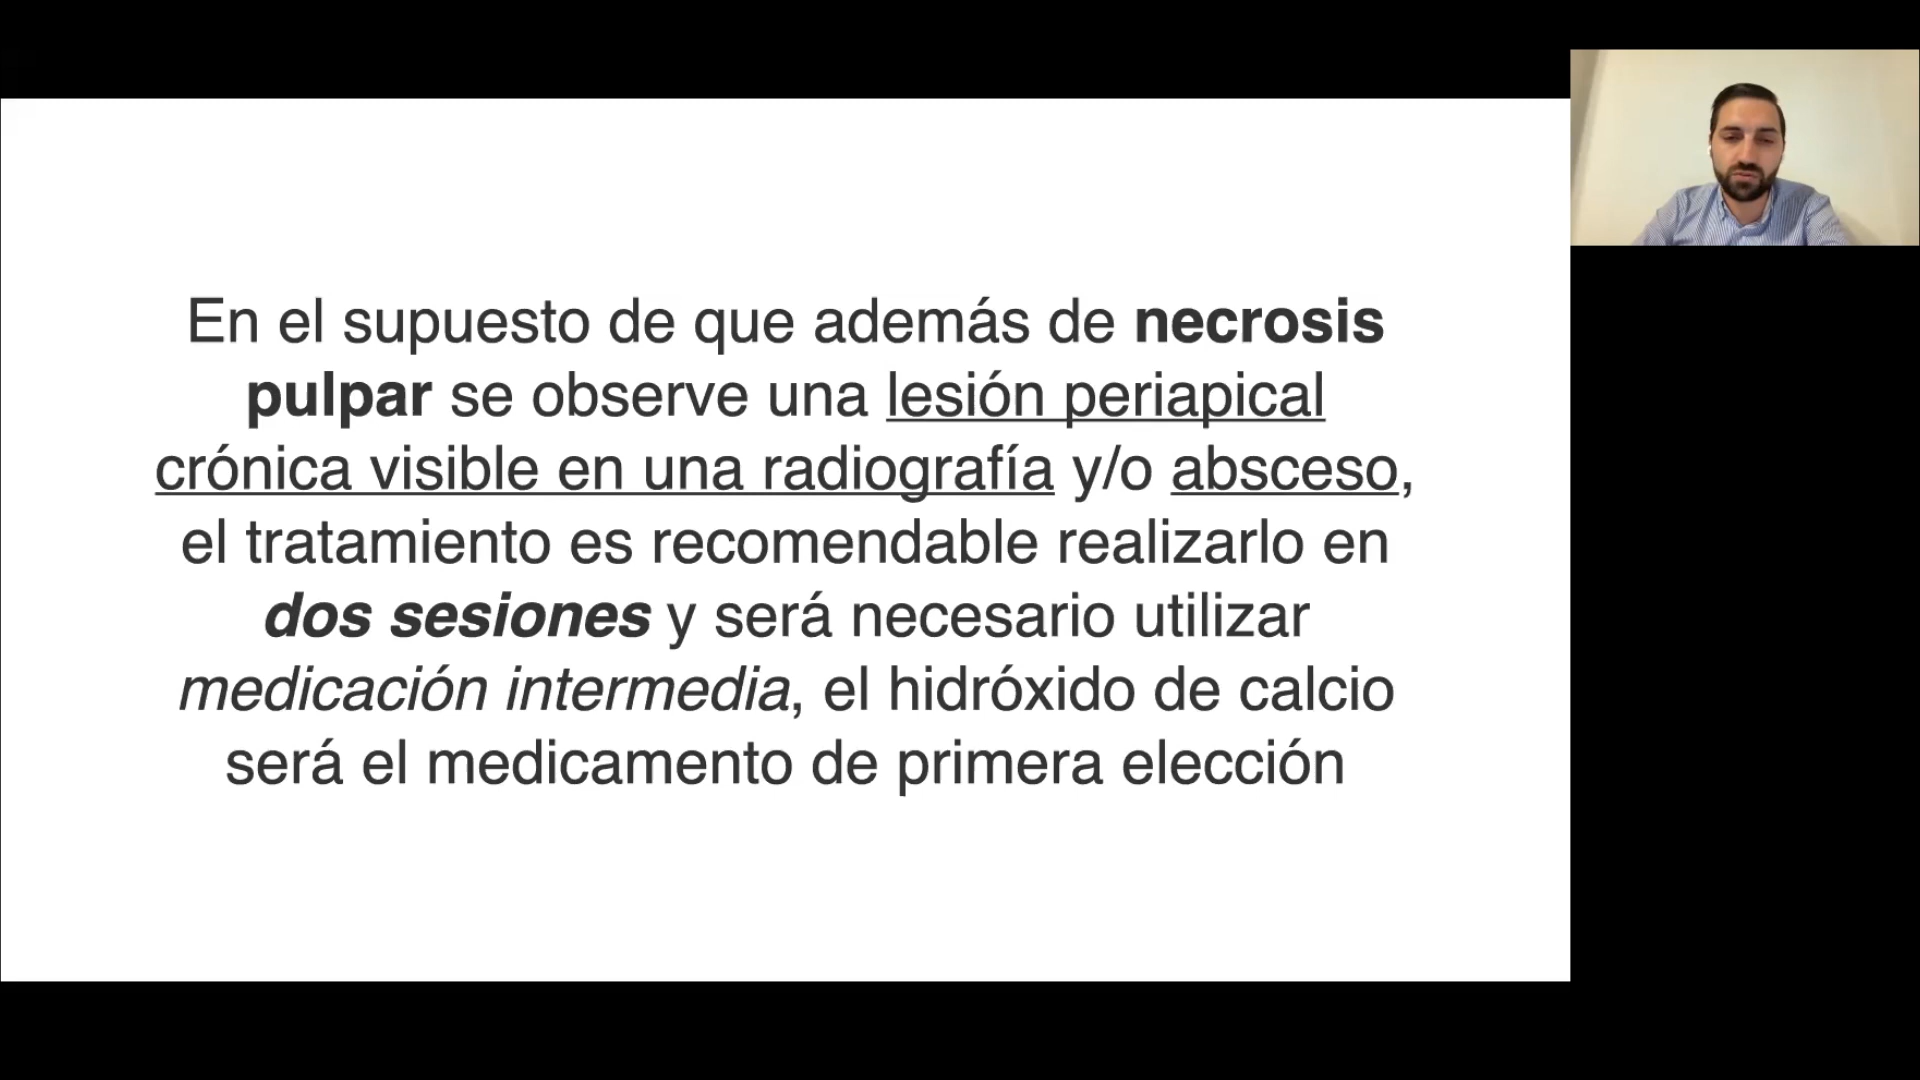 En el supuesto de que además de necrosis
pulpar se observe una lesión periapical
crónica visible en una radiografía y/o absceso,
el tratamiento es recomendable realizarlo en
dos sesiones y será necesario utilizar
medicación intermedia, el hidróxido de calcio
será el medicamento de primera elección